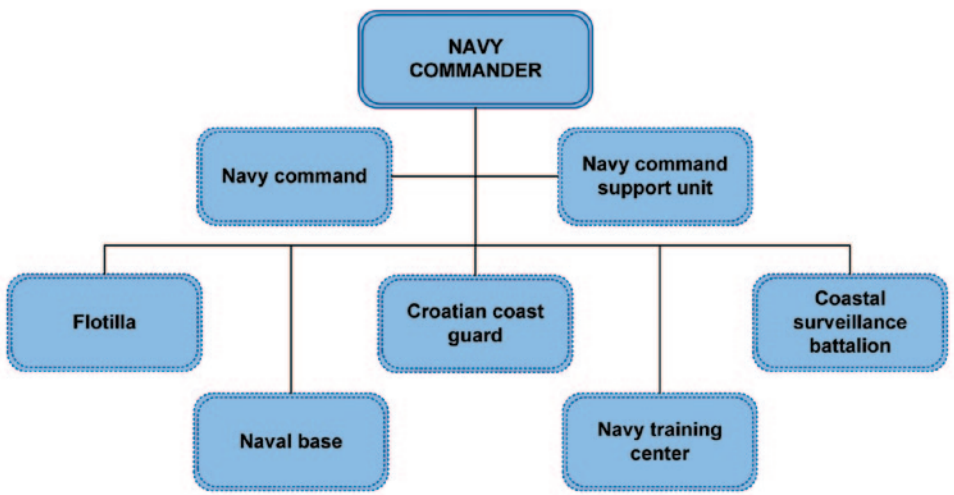 NAVY
COMMANDER
Navy command
Navy command
support unit
Flotilla
Croatian coast
guard
Coastal
surveillance
battalion
Naval base
Navy training
center